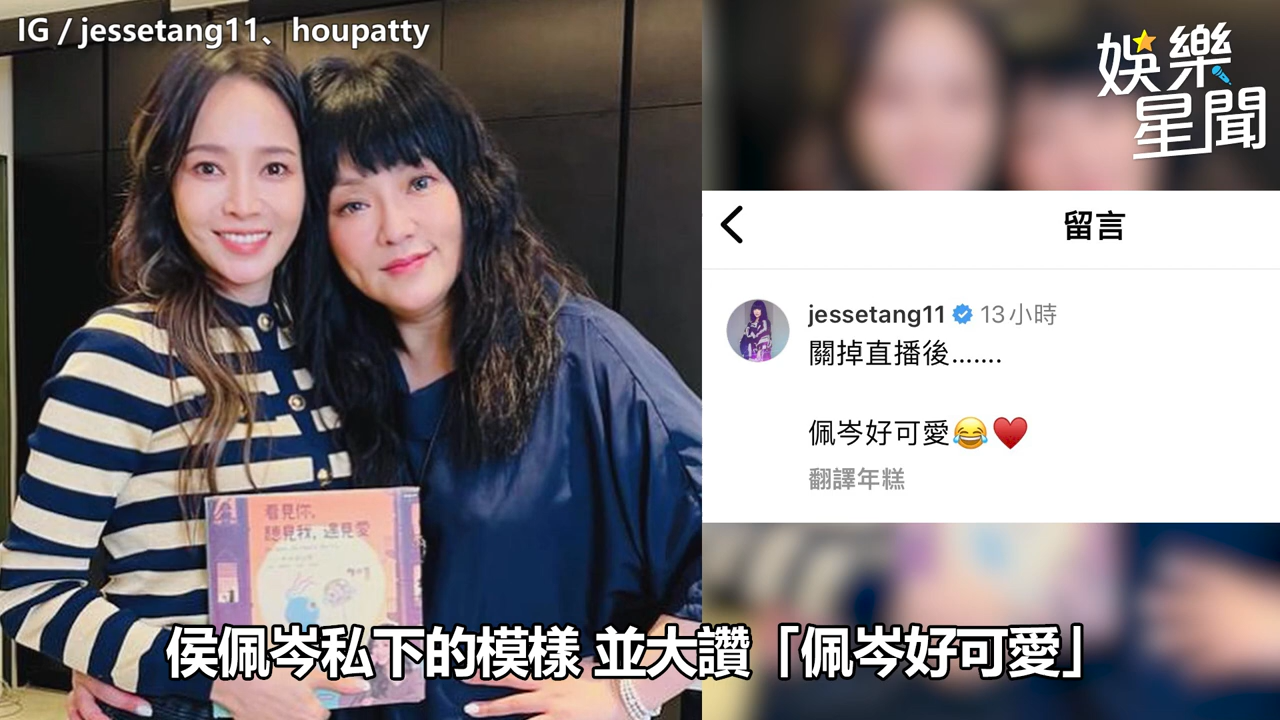 IG / jessetang11、houpatty
娛樂
星聞
留言
jessetang11 13小時
關掉直播後.......
佩岑好可愛😂♥️
翻譯年糕
看見你,
聽見我, 遇見愛
侯佩岑私下的模樣 並大讚「佩岑好可愛」